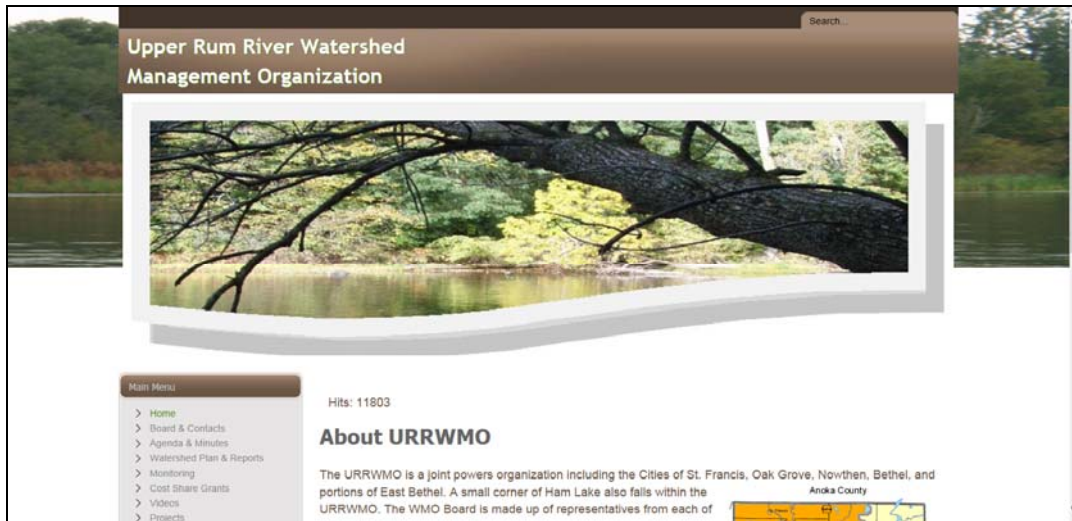 Search...
Upper Rum River Watershed
Management Organization
Main Menu
Home
Board & Contacts
Agenda & Minutes
Watershed Plan & Reports
Monitoring
Cost Share Grants
Videos
Projects
Hits: 11803
About URRWMO
The URRWMO is a joint powers organization including the Cities of St. Francis, Oak Grove, Nowthen, Bethel, and
portions of East Bethel. A small corner of Ham Lake also falls within the
URRWMO. The WMO Board is made up of representatives from each of
Anoka County